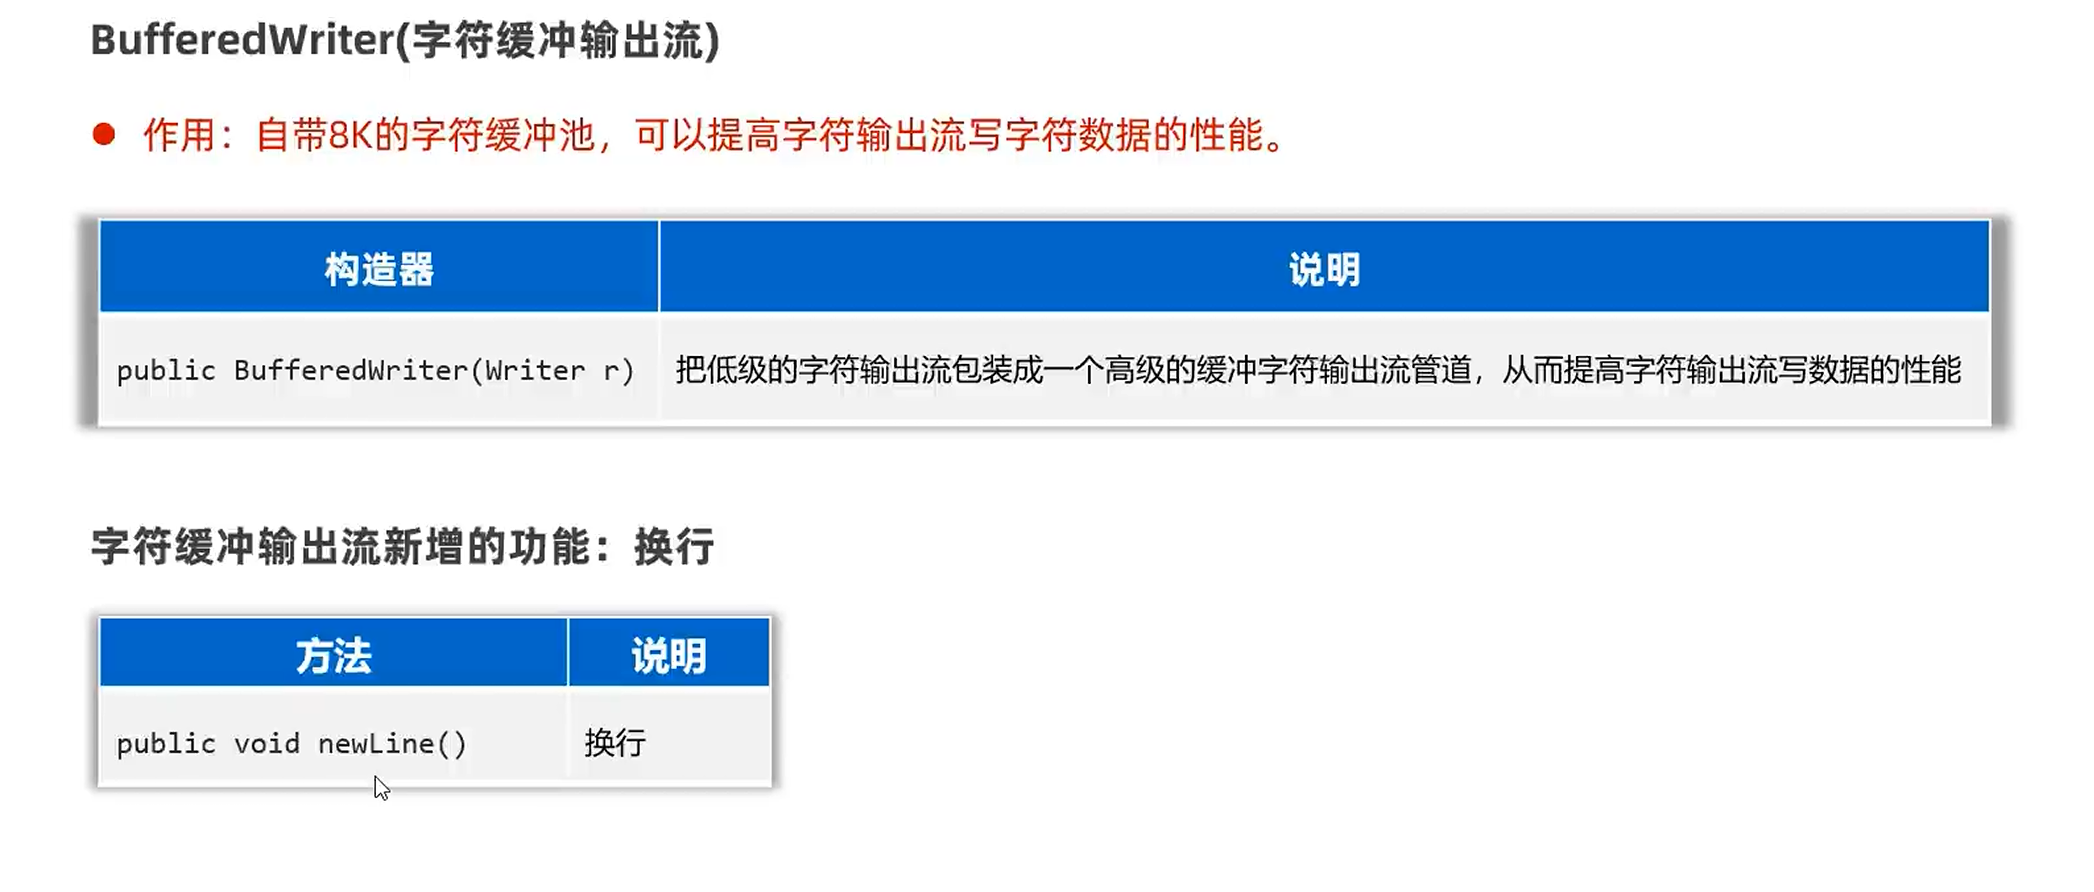 BufferedWriter(字符缓冲输出流)
作用：自带8K的字符缓冲池，可以提高字符输出流写字符数据的性能。
构造器 说明
public BufferedWriter(Writer r) 把低级的字符输出流包装成一个高级的缓冲字符输出流管道，从而提高字符输出流写数据的性能
字符缓冲输出流新增的功能：换行
方法 说明
public void newLine() 换行